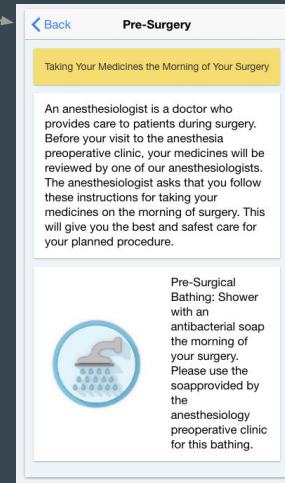 Back
Pre-Surgery
Taking Your Medicines the Morning of Your Surgery
An anesthesiologist is a doctor who
provides care to patients during surgery.
Before your visit to the anesthesia
preoperative clinic, your medicines will be
reviewed by one of our anesthesiologists.
The anesthesiologist asks that you follow
these instructions for taking your
medicines on the morning of surgery. This
will give you the best and safest care for
your planned procedure.
Pre-Surgical
Bathing: Shower
with an
antibacterial soap
the morning of
your surgery.
Please use the
soapprovided by
the
anesthesiology
preoperative clinic
for this bathing.